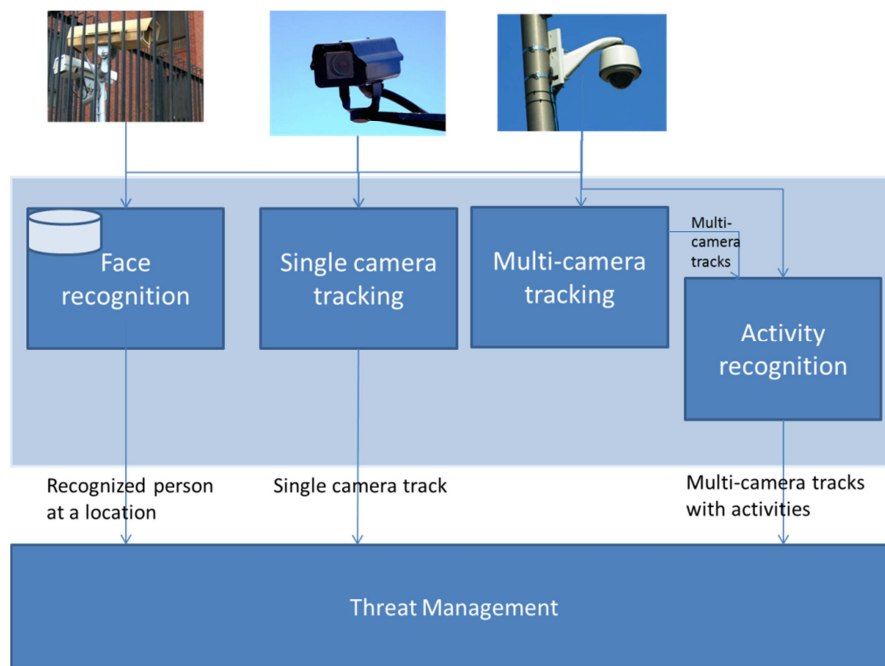 Face
recognition
Single camera
tracking
Multi-camera
tracking
Multi-
camera
tracks
Activity
recognition
Recognized person
at a location
Single camera track
Multi-camera tracks
with activities
Threat Management